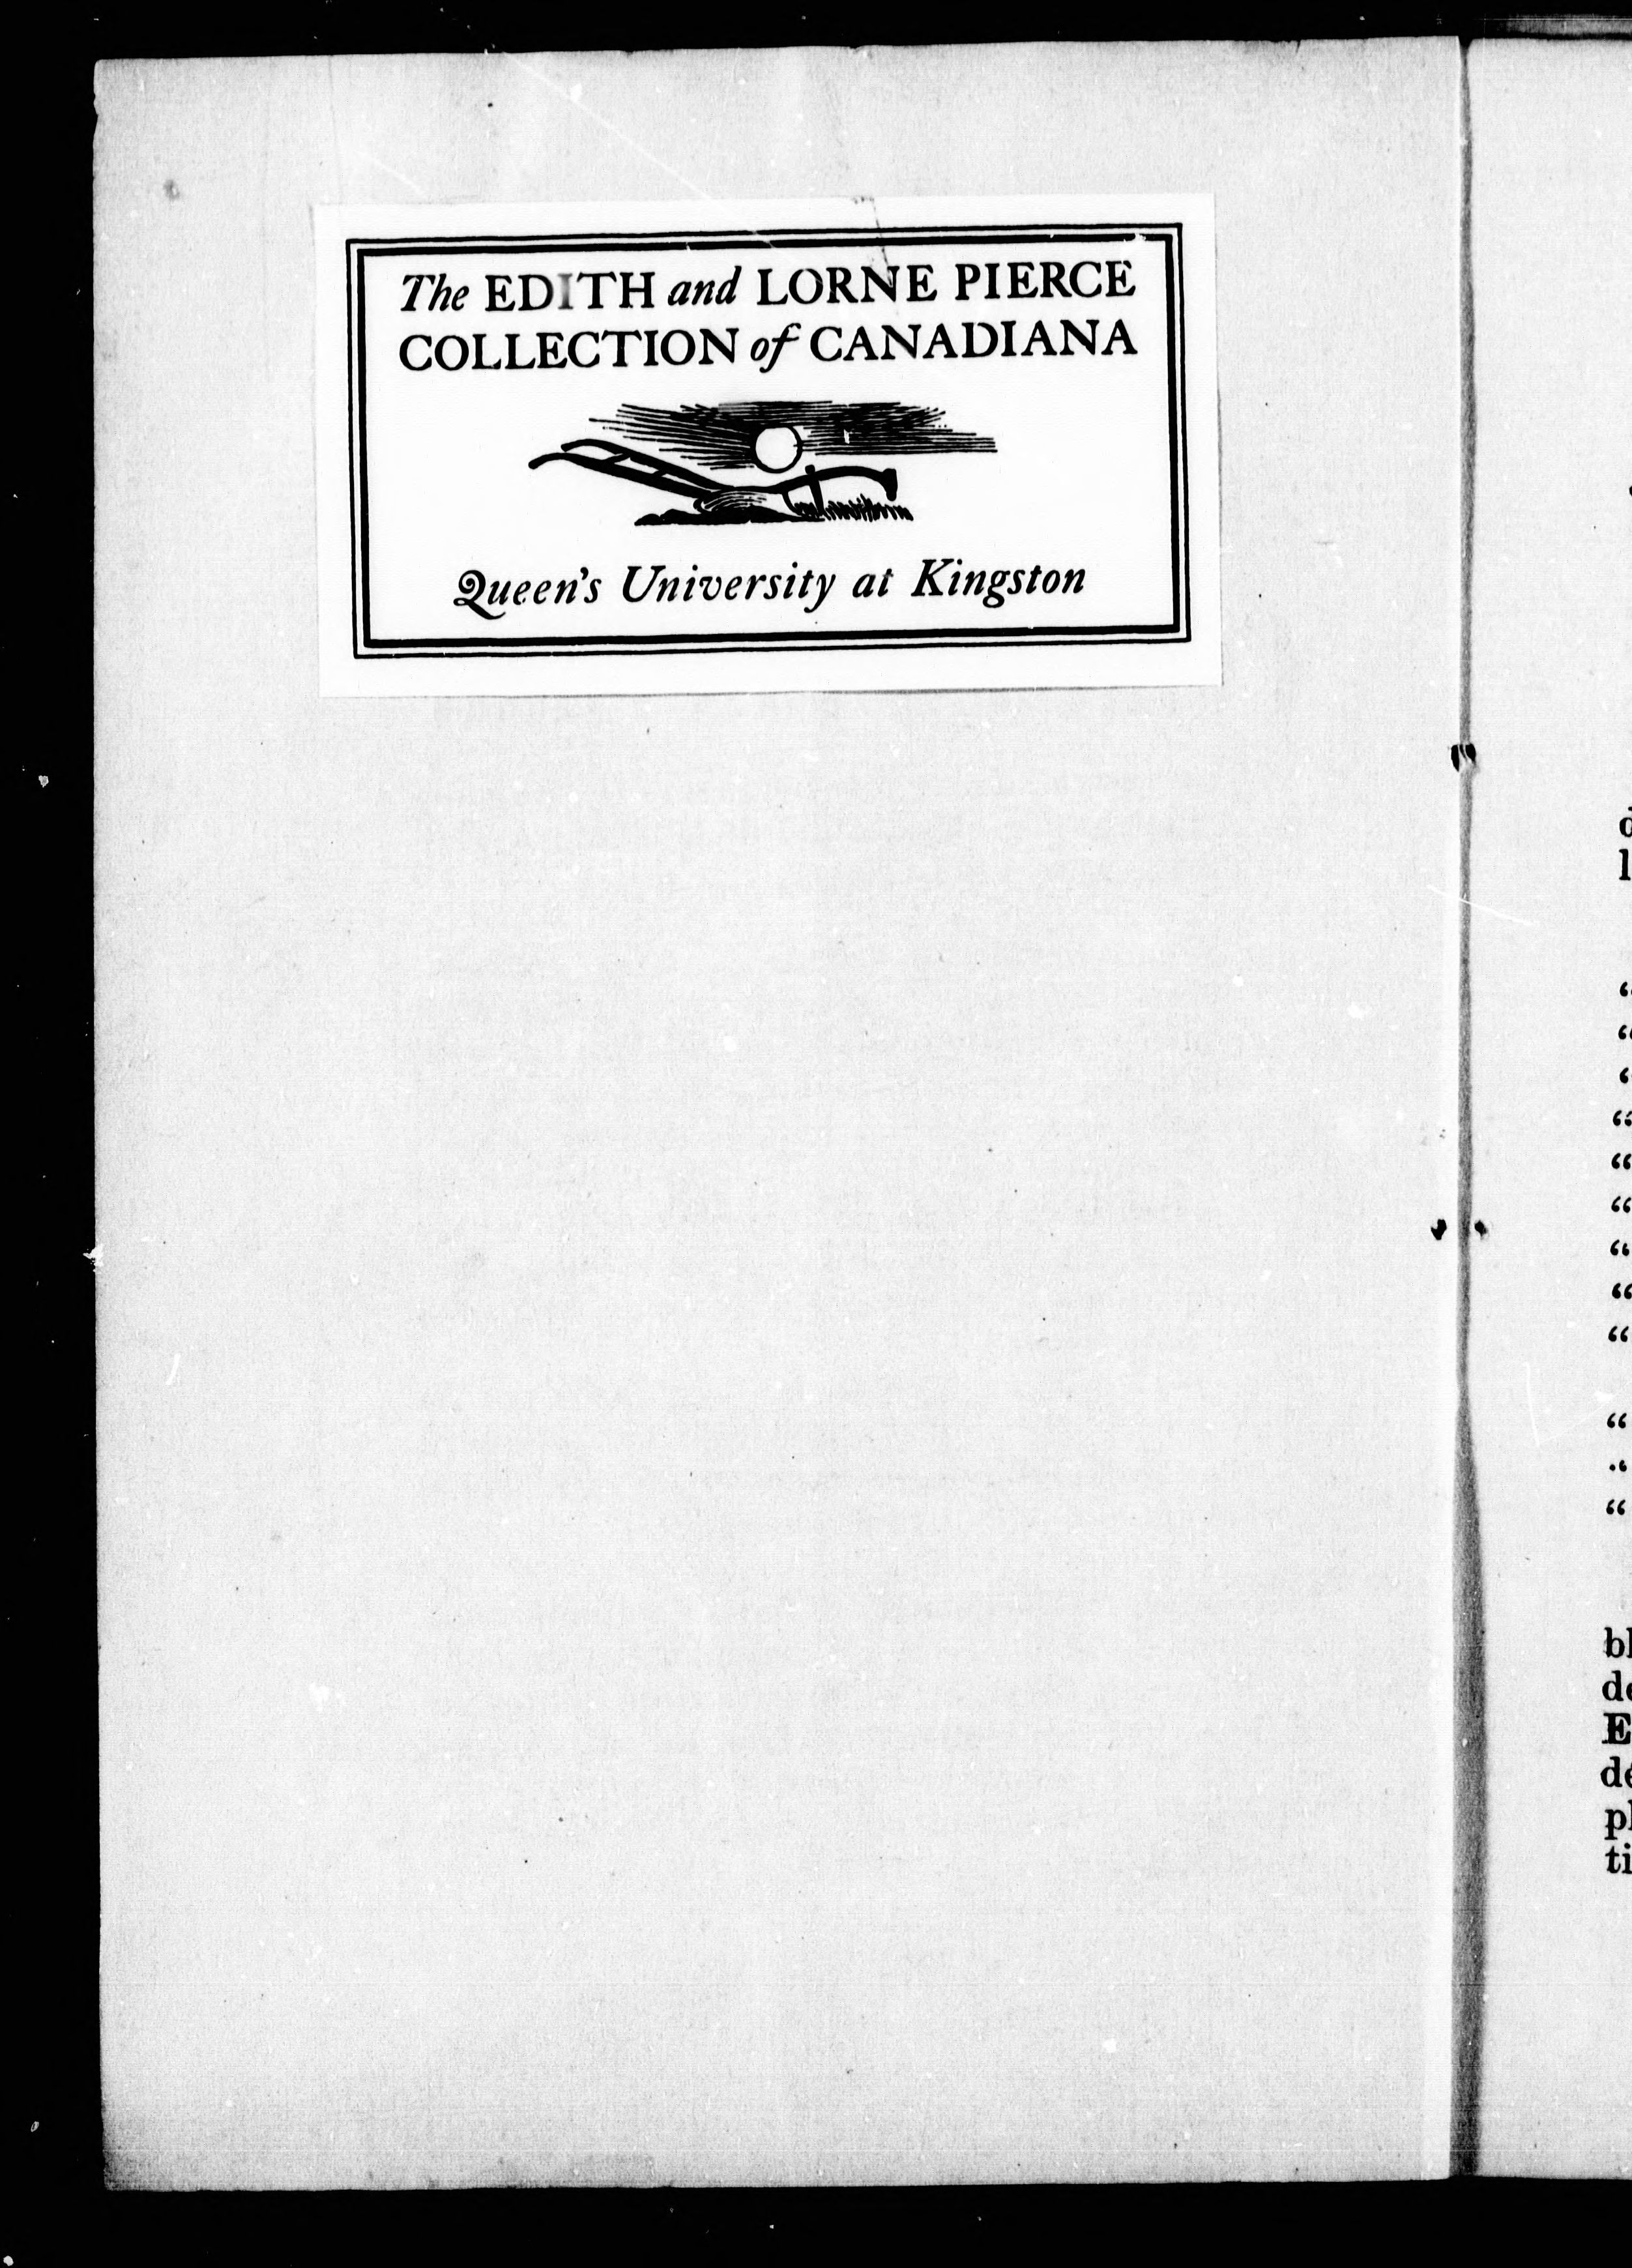 The EDITH and LORNE PIERCE
COLLECTION of CANADIANA
Queen's University at Kingston